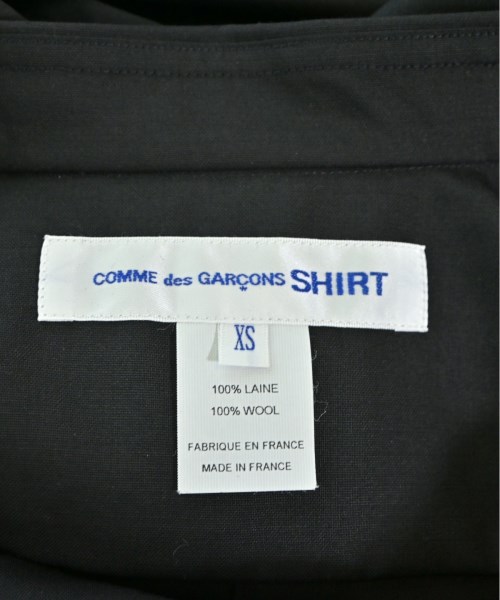 COMME des GARÇONS SHIRT
XS
100% LAINE
100% WOOL
FABRIQUE EN FRANCE
MADE IN FRANCE